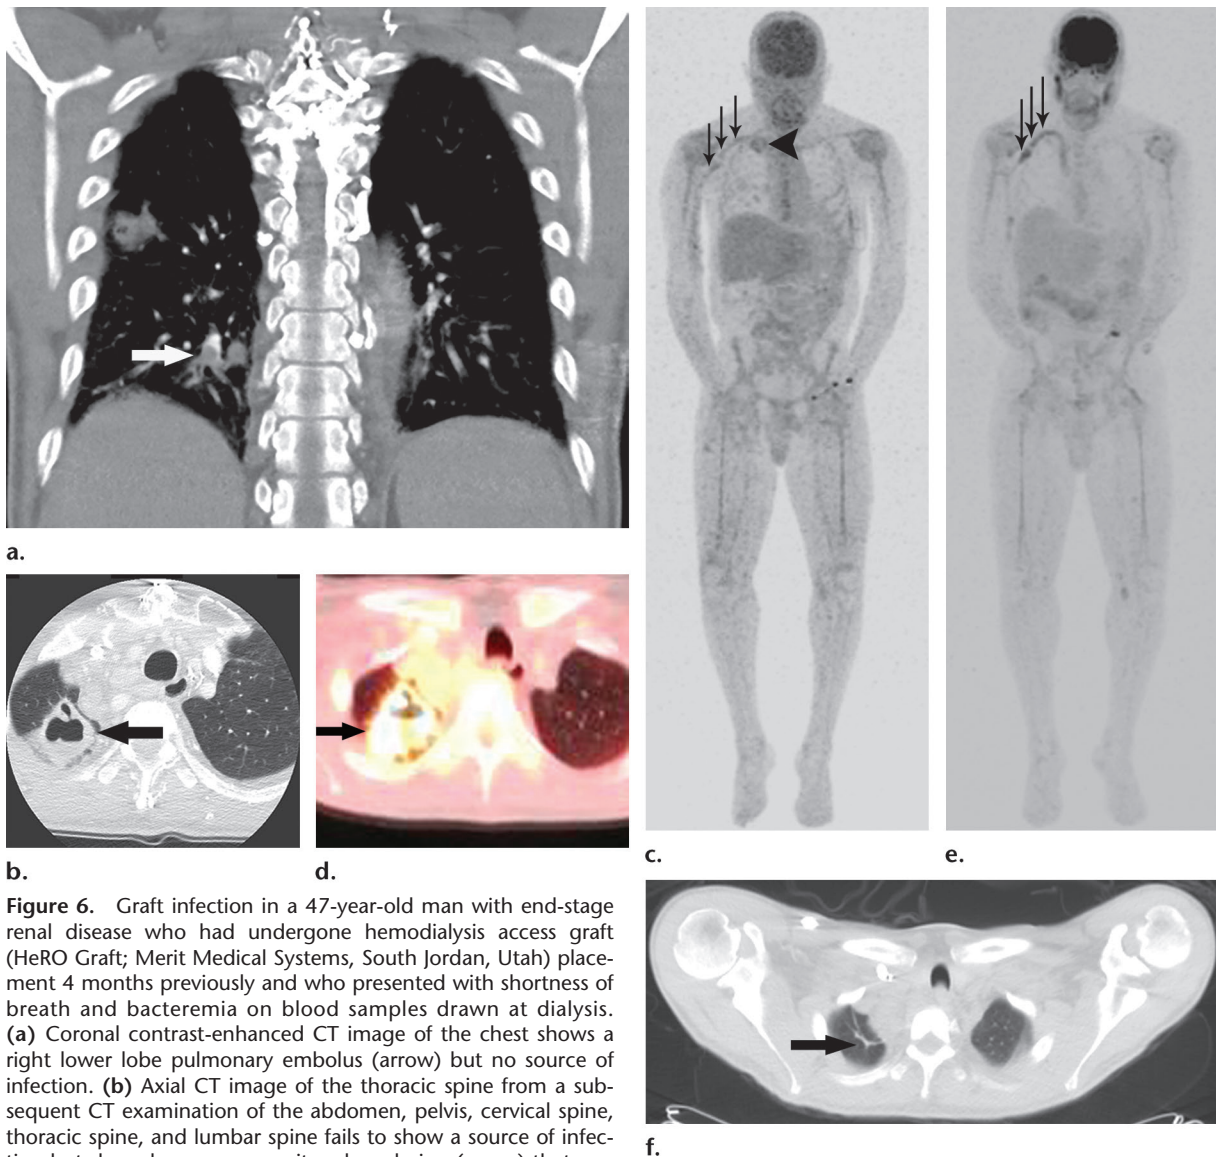 a.
b.
d.
c.
e.
f.
Figure 6. Graft infection in a 47-year-old man with end-stage
renal disease who had undergone hemodialysis access graft
(HeRO Graft; Merit Medical Systems, South Jordan, Utah) place-
ment 4 months previously and who presented with shortness of
breath and bacteremia on blood samples drawn at dialysis.
(a) Coronal contrast-enhanced CT image of the chest shows a
right lower lobe pulmonary embolus (arrow) but no source of
infection. (b) Axial CT image of the thoracic spine from a sub-
sequent CT examination of the abdomen, pelvis, cervical spine,
thoracic spine, and lumbar spine fails to show a source of infec-